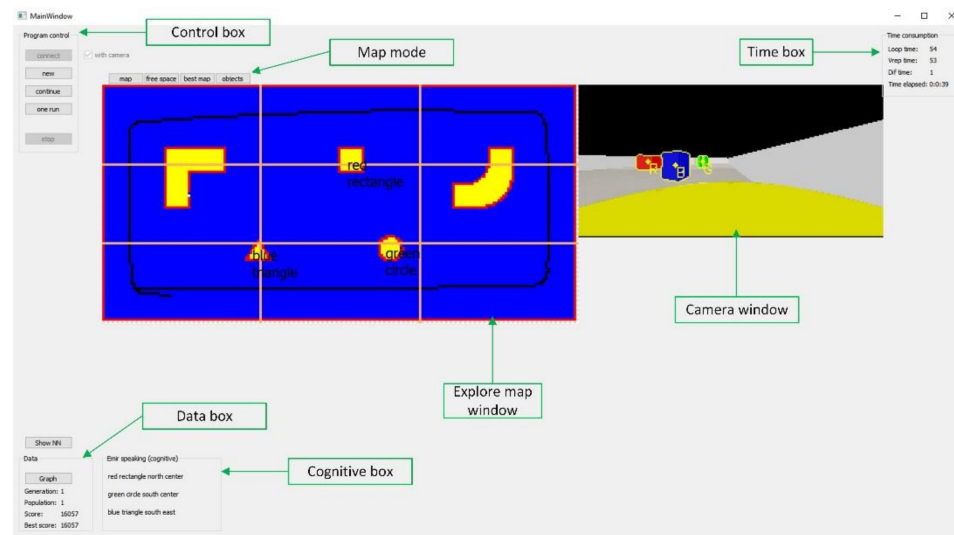 MainWindow
Program control
Control box
Time consumption
connect
with camera
Map mode
Time box
Loop time: 54
new
Vrep time: 53
map free space best map objects
Dif time: 1
continue
Time elapsed: 0:0:39
one run
stop
red
rectangle
R
B
G
blue
triangle
green
circle
Camera window
Explore map
window
Data box
Show NN
Data
Emir speaking (cognitive)
Cognitive box
Graph
red rectangle north center
Generation: 1
green circle south center
Population: 1
Score: 16057
blue triangle south east
Best score: 16057